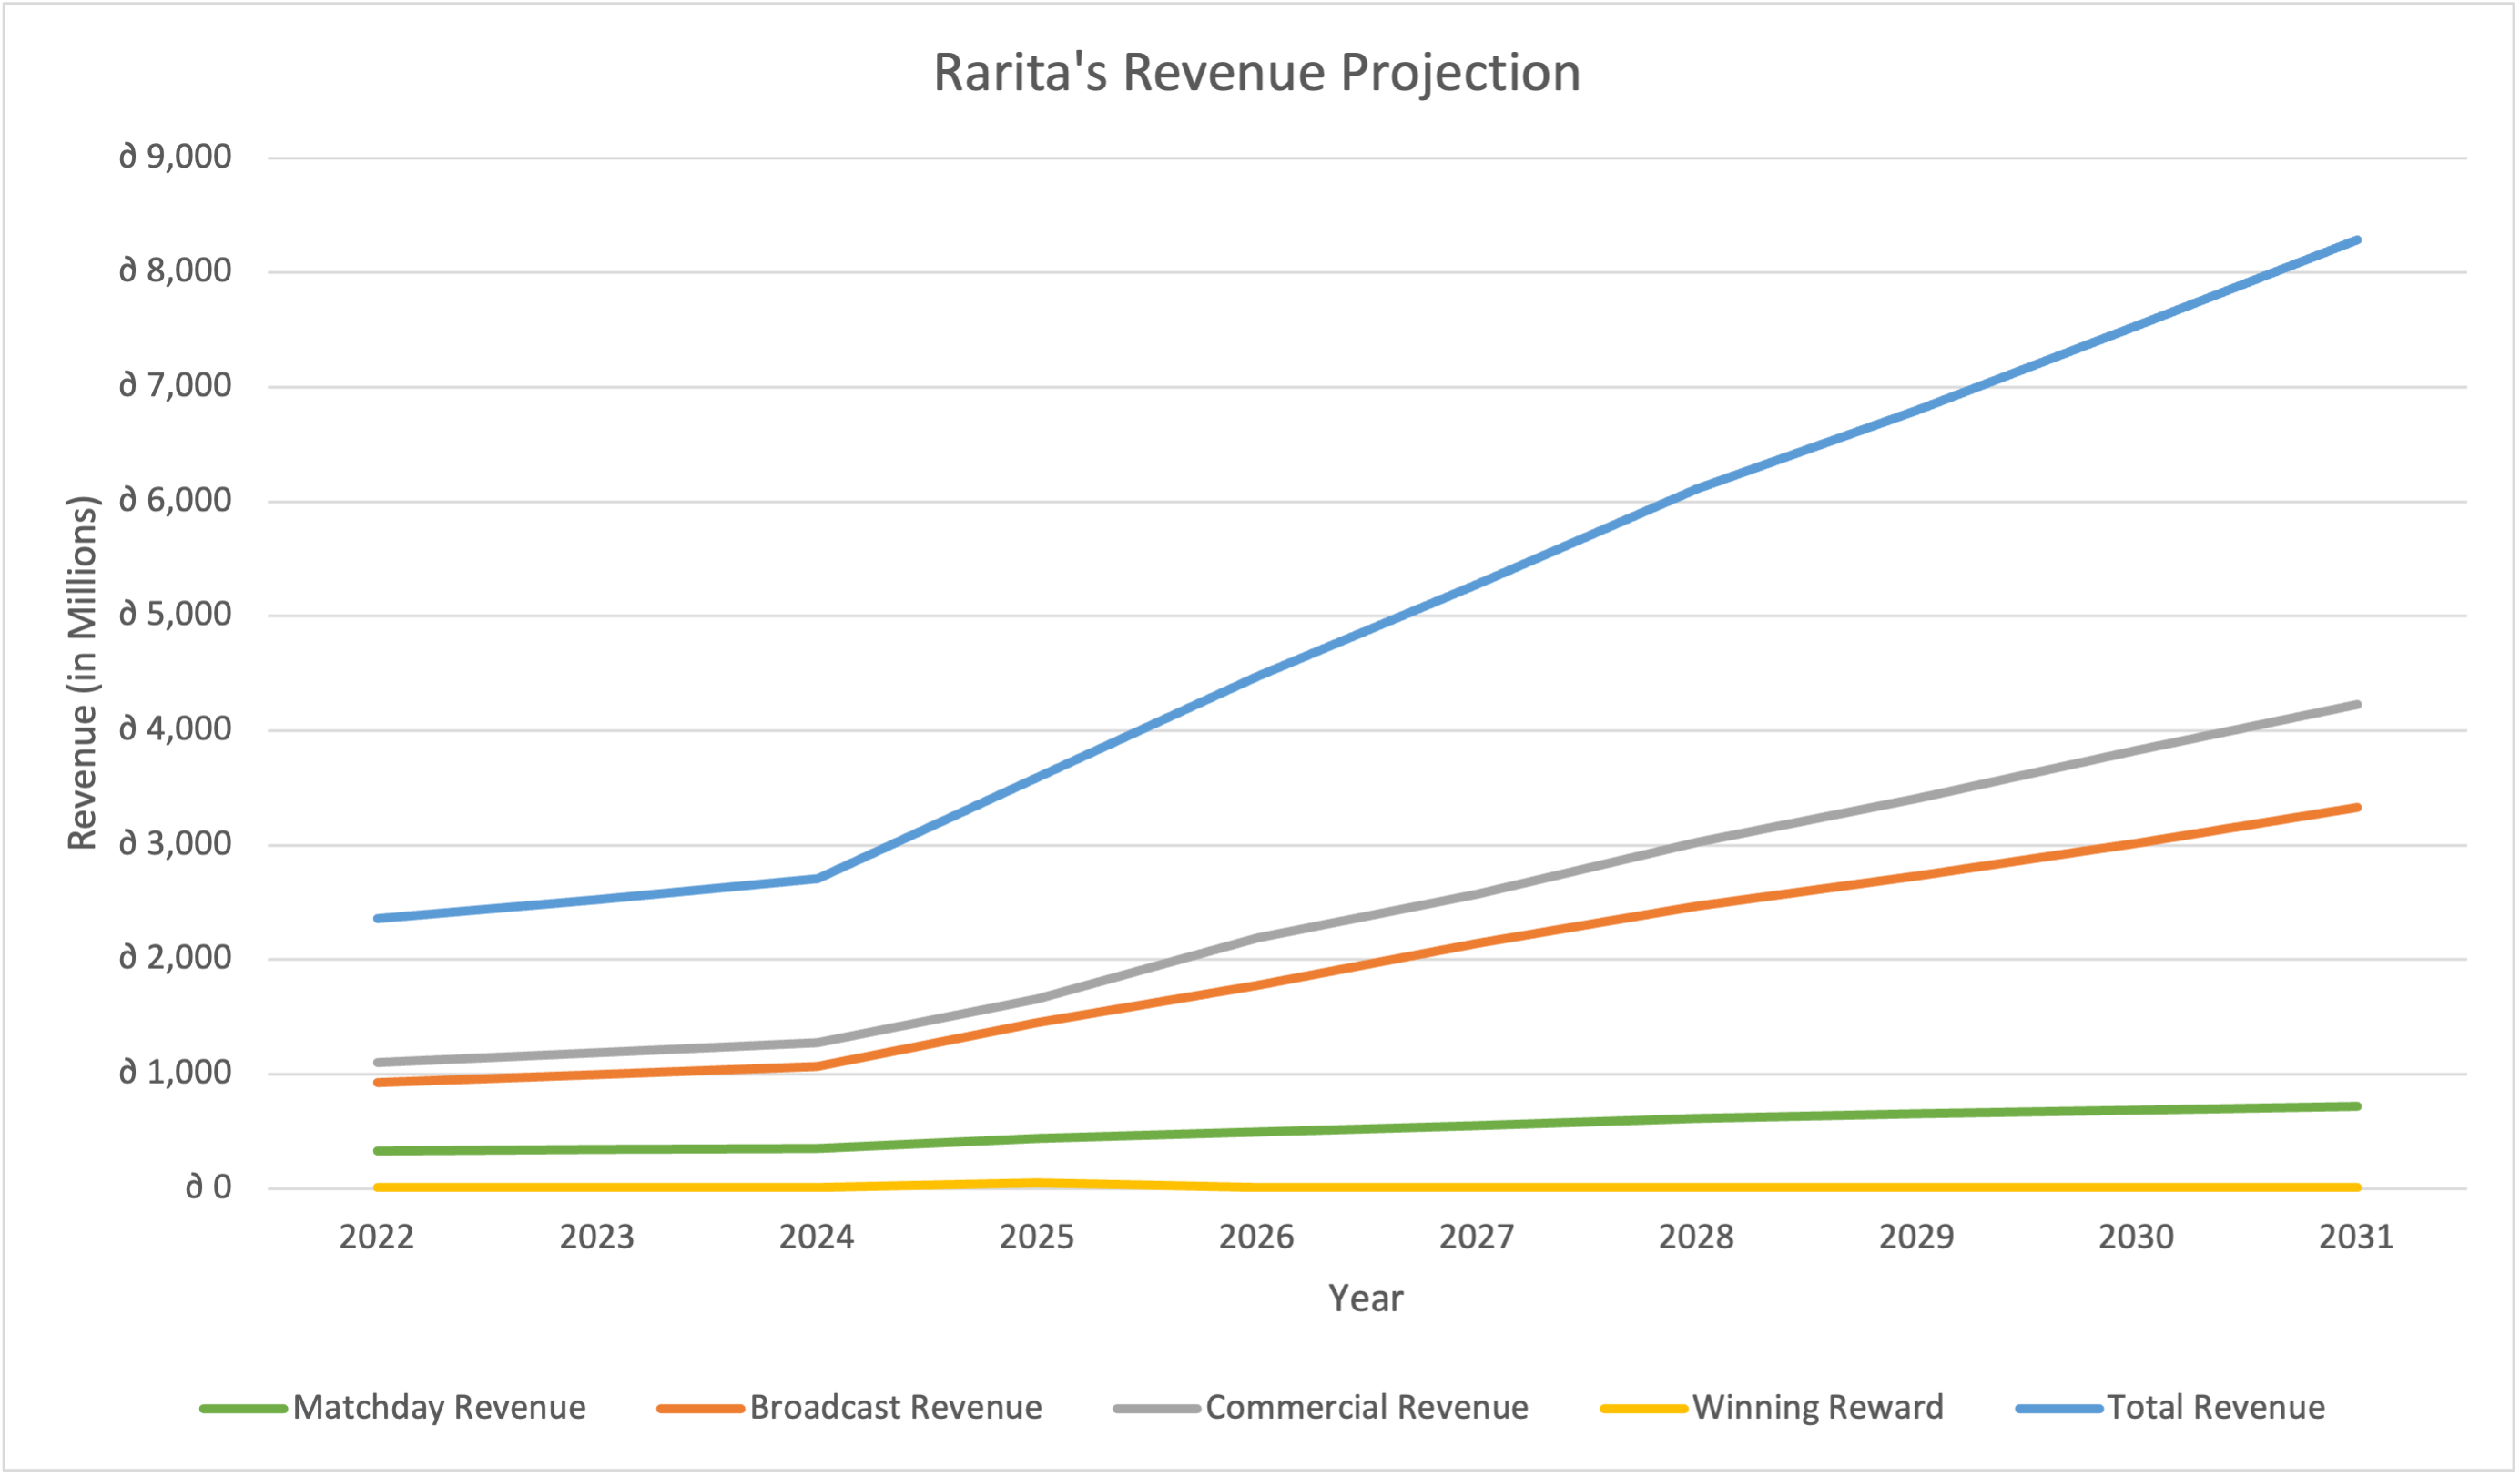 Rarita's Revenue Projection
∂ 9,000
∂ 8,000
∂ 7,000
∂ 6,000
∂ 5,000
∂ 4,000
∂ 3,000
∂ 2,000
∂ 1,000
∂ 0
Revenue (in Millions)
2022 2023 2024 2025 2026 2027 2028 2029 2030 2031
Year
Matchday Revenue Broadcast Revenue Commercial Revenue Winning Reward Total Revenue